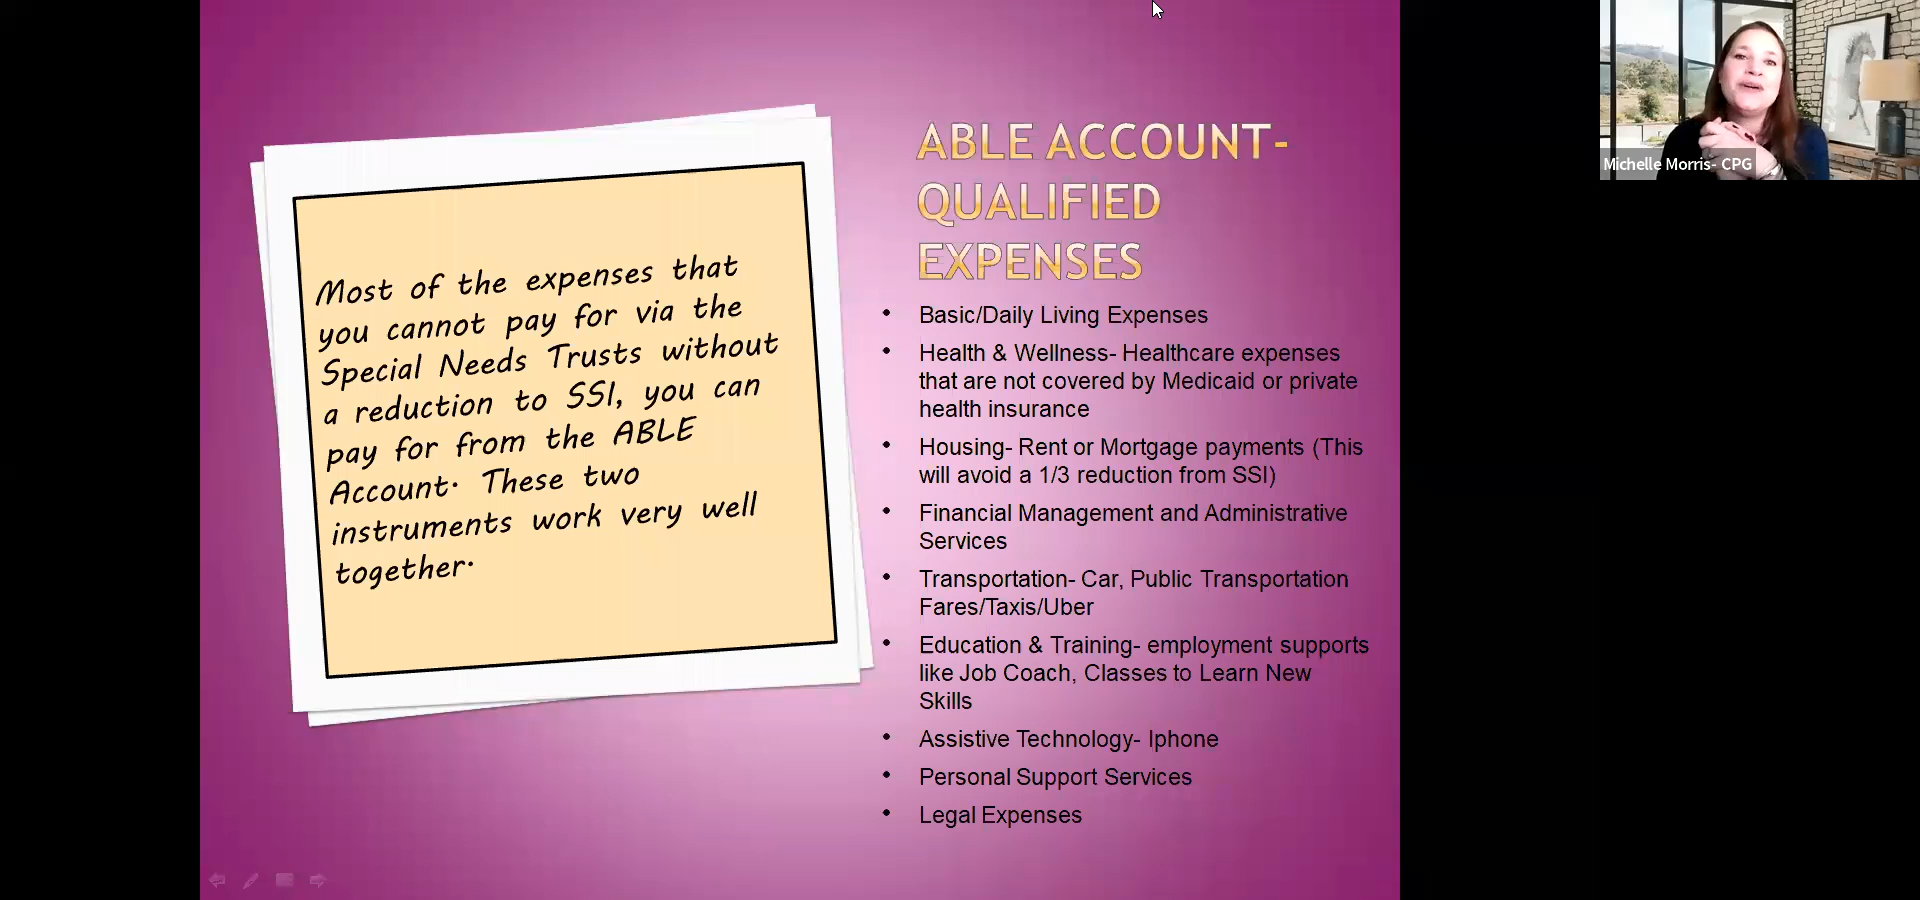 Most of the expenses that
you cannot pay for via the
Special Needs Trusts without
a reduction to SSI, you can
pay for from the ABLE
Account. These two
instruments work very well
together.
ABLE ACCOUNT-
QUALIFIED
EXPENSES
• Basic/Daily Living Expenses
• Health & Wellness- Healthcare expenses
that are not covered by Medicaid or private
health insurance
• Housing- Rent or Mortgage payments (This
will avoid a 1/3 reduction from SSI)
• Financial Management and Administrative
Services
• Transportation- Car, Public Transportation
Fares/Taxis/Uber
• Education & Training- employment supports
like Job Coach, Classes to Learn New
Skills
• Assistive Technology- Iphone
• Personal Support Services
• Legal Expenses
Michelle Morris- CPG